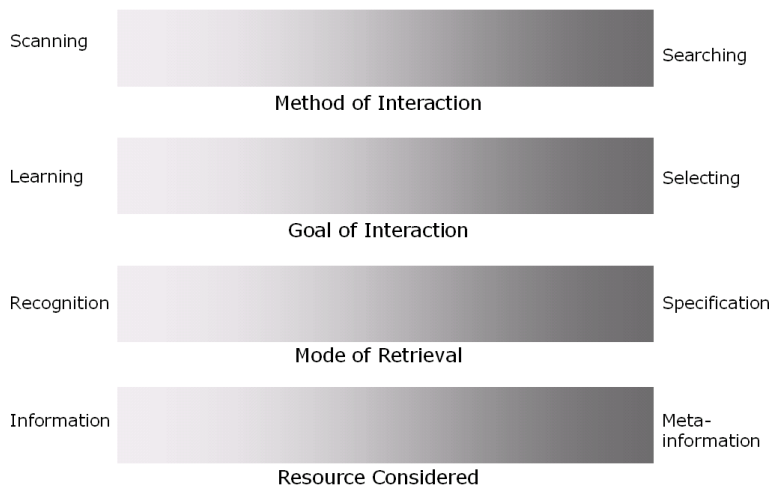 Scanning
Searching
Method of Interaction
Learning
Selecting
Goal of Interaction
Recognition
Specification
Mode of Retrieval
Information
Meta-
information
Resource Considered